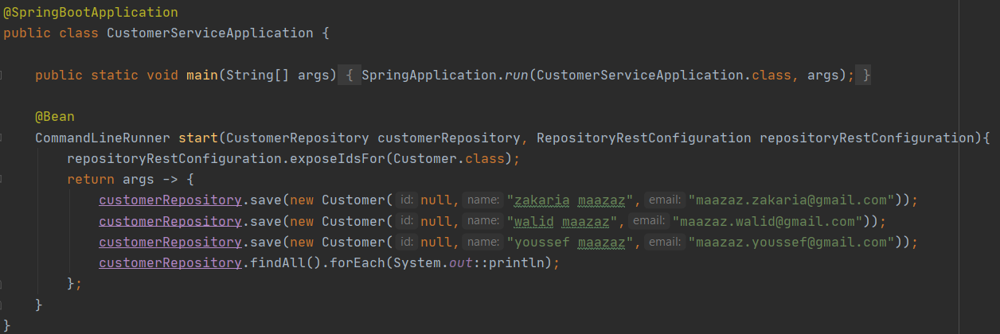 @SpringBootApplication
public class CustomerServiceApplication {
public static void main(String[] args) { SpringApplication.run(CustomerServiceApplication.class, args); }
@Bean
CommandLineRunner start(CustomerRepository customerRepository, RepositoryRestConfiguration repositoryRestConfiguration){
repositoryRestConfiguration.exposeIdsFor(Customer.class);
return args -> {
customerRepository.save(new Customer( id: null, name: "zakaria maazaz", email: "maazaz.zakaria@gmail.com"));
customerRepository.save(new Customer( id: null, name: "walid maazaz", email: "maazaz.walid@gmail.com"));
customerRepository.save(new Customer( id: null, name: "youssef maazaz", email: "maazaz.youssef@gmail.com"));
customerRepository.findAll().forEach(System.out::println);
};
}
}